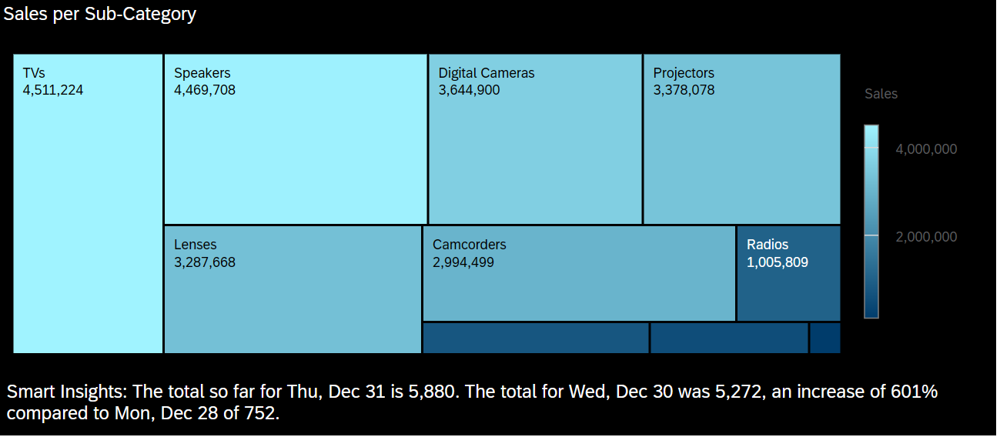 Sales per Sub-Category
TVs
4,511,224
Speakers
4,469,708
Digital Cameras
3,644,900
Projectors
3,378,078
Lenses
3,287,668
Camcorders
2,994,499
Radios
1,005,809
Sales
4,000,000
2,000,000
Smart Insights: The total so far for Thu, Dec 31 is 5,880. The total for Wed, Dec 30 was 5,272, an increase of 601%
compared to Mon, Dec 28 of 752.